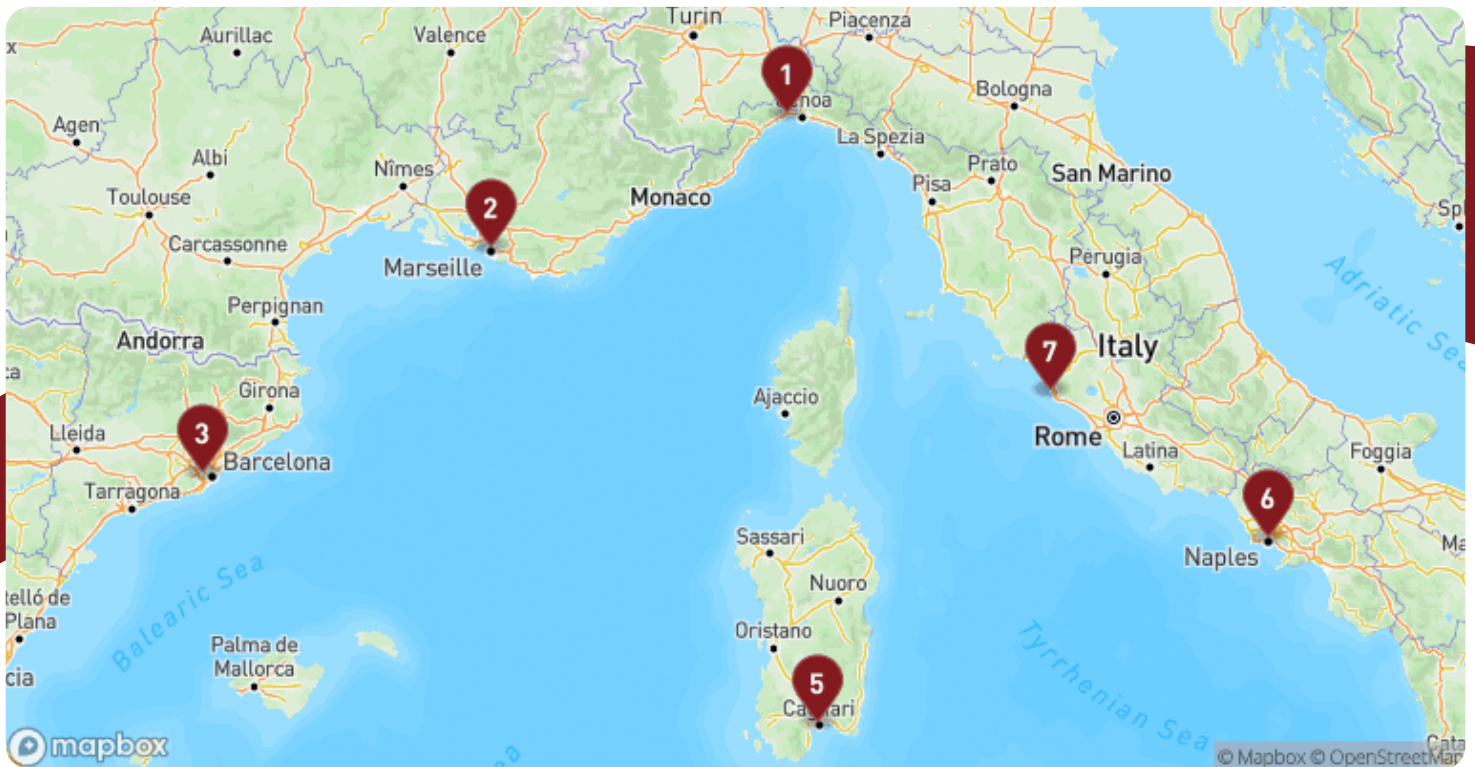 Turin
Piacenza
Aurillac
Valence
x
1
Bologna
Agen
La Spezia
Albi
Nîmes
Prato
San Marino
Pisa
Toulouse
Monaco
2
Carcassonne
Marseille
Perugia
Adriatic Sea
Perpignan
Andorra
Italy
7
Girona
Ajaccio
Lleida
3
Barcelona
Rome
Latina
Foggia
Tarragona
6
Sassari
Naples
Nuoro
Balearic Sea
Oristano
Palma de
Mallorca
Tyrrhenian Sea
5
mapbox
© Mapbox © OpenStreetMap